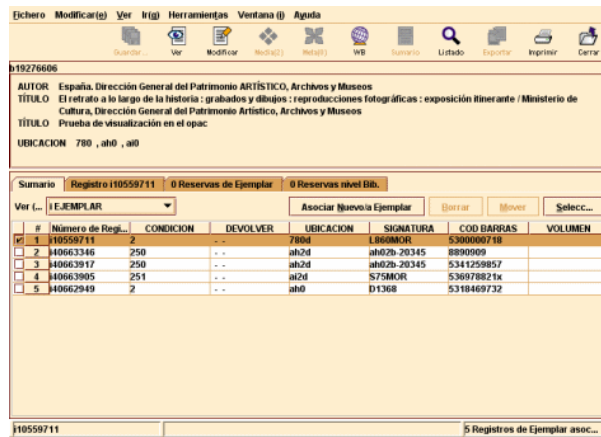 Fichero Modificar(e) Ver Ir(g) Herramientas Ventana (j) Ayuda
Guardar... Ver Modificar Media(2) Meta(9) WB Sumario Listado Exportar Imprimir Cerrar
b19276606
AUTOR España. Dirección General del Patrimonio ARTÍSTICO, Archivos y Museos
TÍTULO El retrato a lo largo de la historia : grabados y dibujos : reproducciones fotográficas : exposición itinerante / Ministerio de
Cultura, Dirección General del Patrimonio Artístico, Archivos y Museos
TÍTULO Prueba de visualización en el opac
UBICACION 780 , ah0 , ai0
Sumario Registro i10559711 0 Reservas de Ejemplar 0 Reservas nivel Bib.
Ver (... i EJEMPLAR Asociar Nuevo/a Ejemplar Borrar Mover Selecc...
# Número de Regi... CONDICION DEVOLVER UBICACION SIGNATURA COD BARRAS VOLUMEN
1 i10559711 2 - - 780d L860MOR 5300000718
2 i40663346 250 - - ah2d ah02b-20345 8890909
3 i40663917 250 - - ah2d ah02b-20345 5341259857
4 i40663905 251 - - ai2d S75MOR 536978821x
5 i40662949 2 - - ah0 D1368 5318469732
i10559711 5 Registros de Ejemplar asoc...